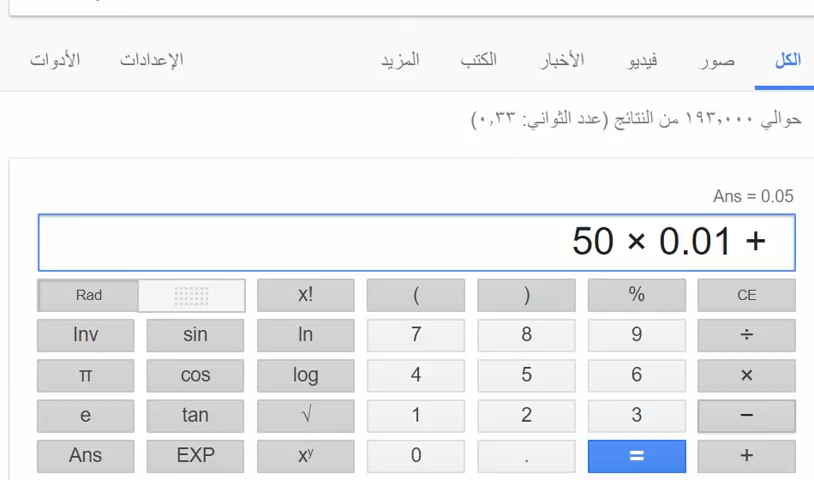 الكل صور فيديو الأخبار الكتب المزيد الإعدادات الأدوات
حوالي ١٩٣,٠٠٠ من النتائج (عدد الثواني: ٠,٣٣)
Ans = 0.05
50 × 0.01 +
Rad x! ( ) % CE
Inv sin ln 7 8 9 ÷
π cos log 4 5 6 ×
e tan √ 1 2 3 −
Ans EXP xʸ 0 . = +